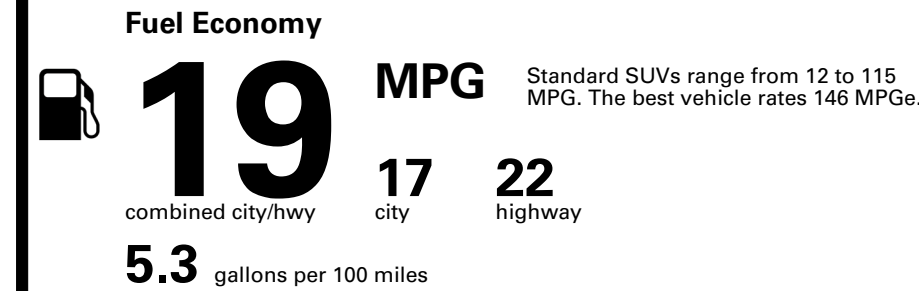 Fuel Economy
19 MPG
Standard SUVs range from 12 to 115
MPG. The best vehicle rates 146 MPGe.
17 22
combined city/hwy city highway
5.3 gallons per 100 miles